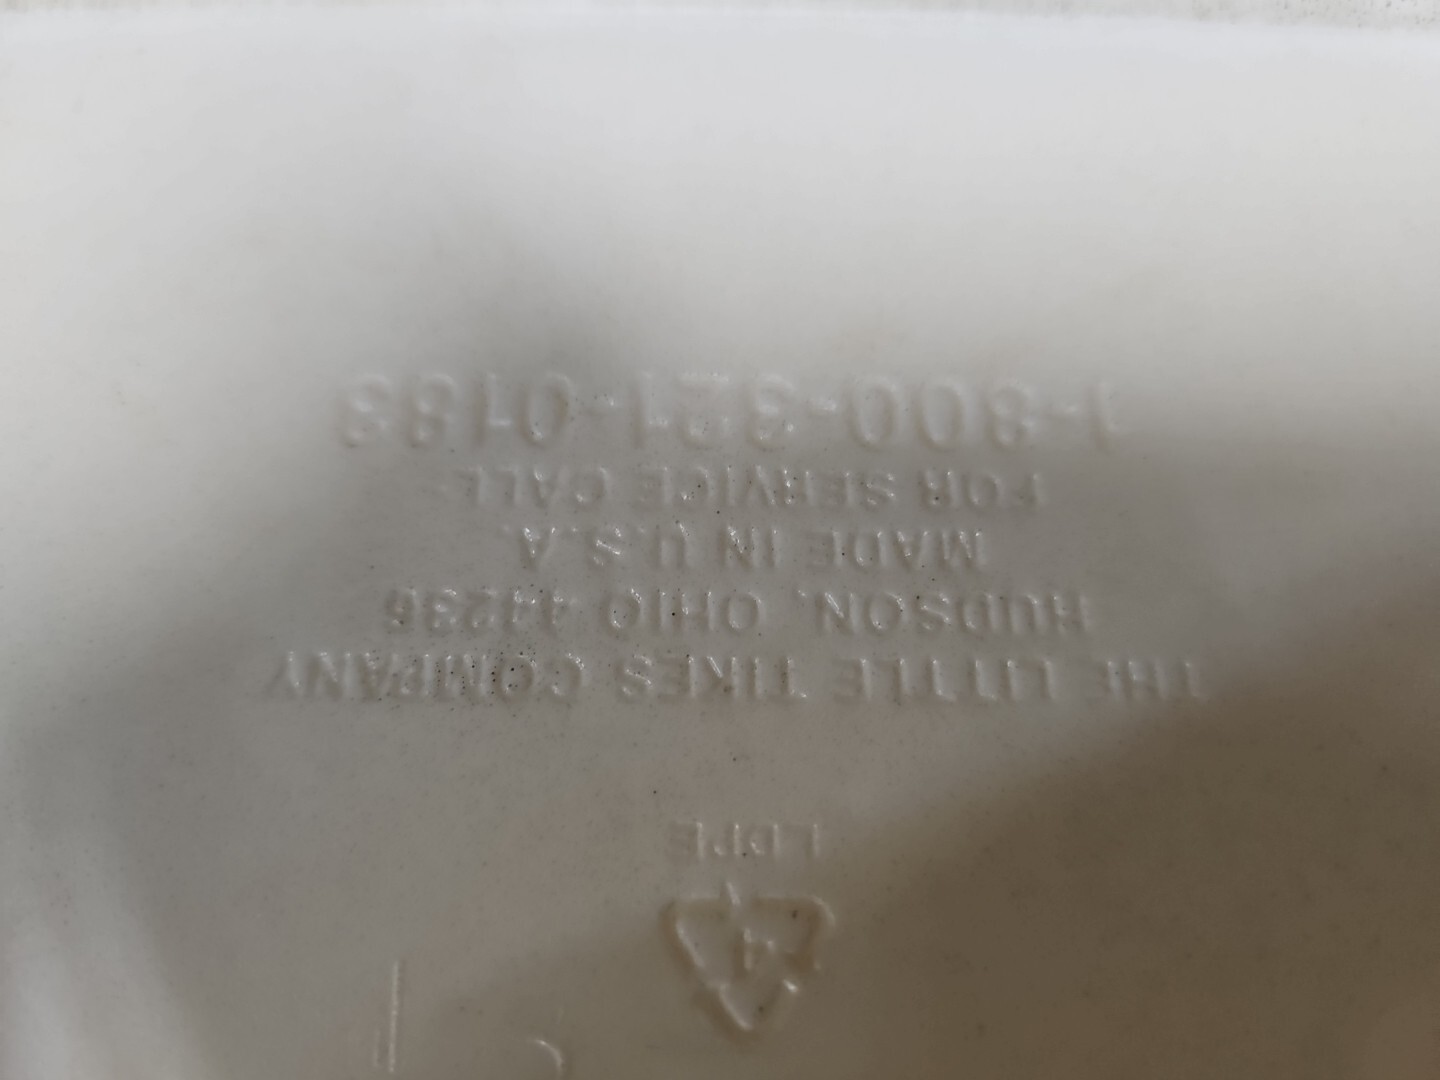 4
LDPE
THE LITTLE TIKES COMPANY
HUDSON, OHIO 44236
MADE IN U.S.A.
FOR SERVICE CALL
1-800-321-0183